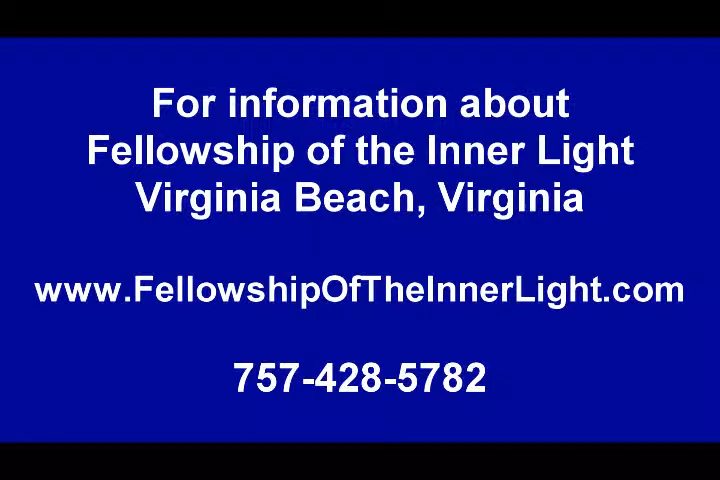 For information about
Fellowship of the Inner Light
Virginia Beach, Virginia
www.FellowshipOfTheInnerLight.com
757-428-5782